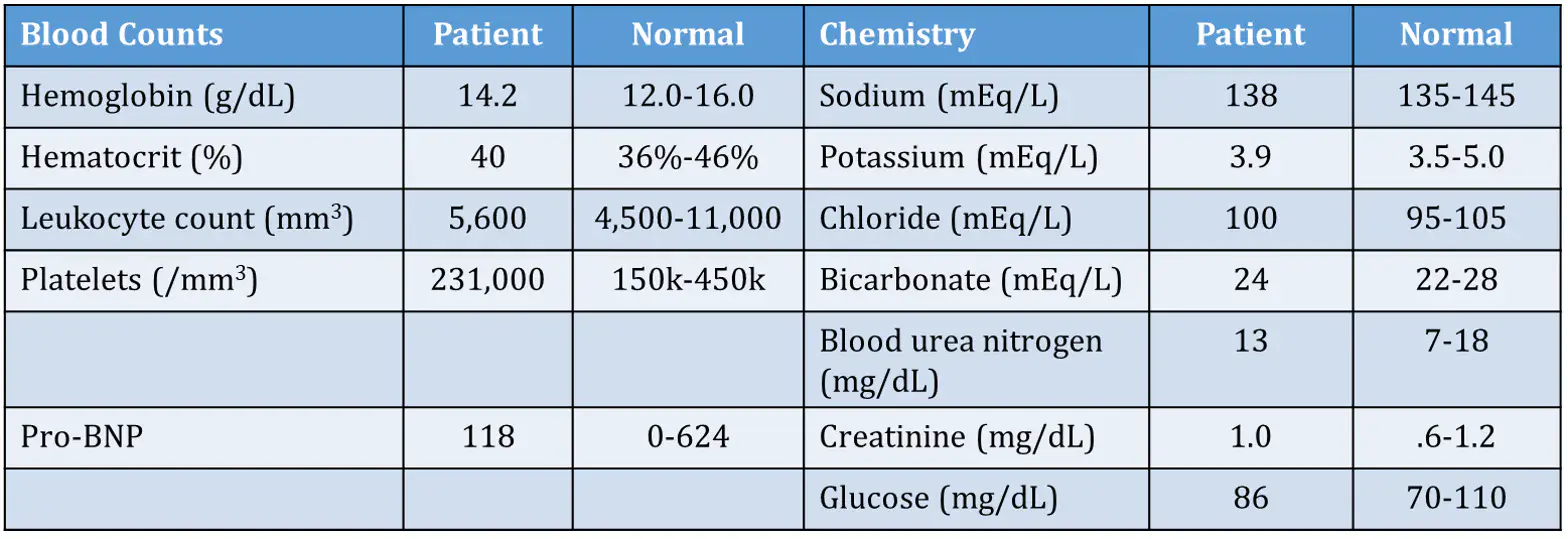 Blood Counts Patient Normal Chemistry Patient Normal
Hemoglobin (g/dL) 14.2 12.0-16.0 Sodium (mEq/L) 138 135-145
Hematocrit (%) 40 36%-46% Potassium (mEq/L) 3.9 3.5-5.0
Leukocyte count (mm³) 5,600 4,500-11,000 Chloride (mEq/L) 100 95-105
Platelets (/mm³) 231,000 150k-450k Bicarbonate (mEq/L) 24 22-28
Blood urea nitrogen 13 7-18
(mg/dL)
Pro-BNP 118 0-624 Creatinine (mg/dL) 1.0 .6-1.2
Glucose (mg/dL) 86 70-110